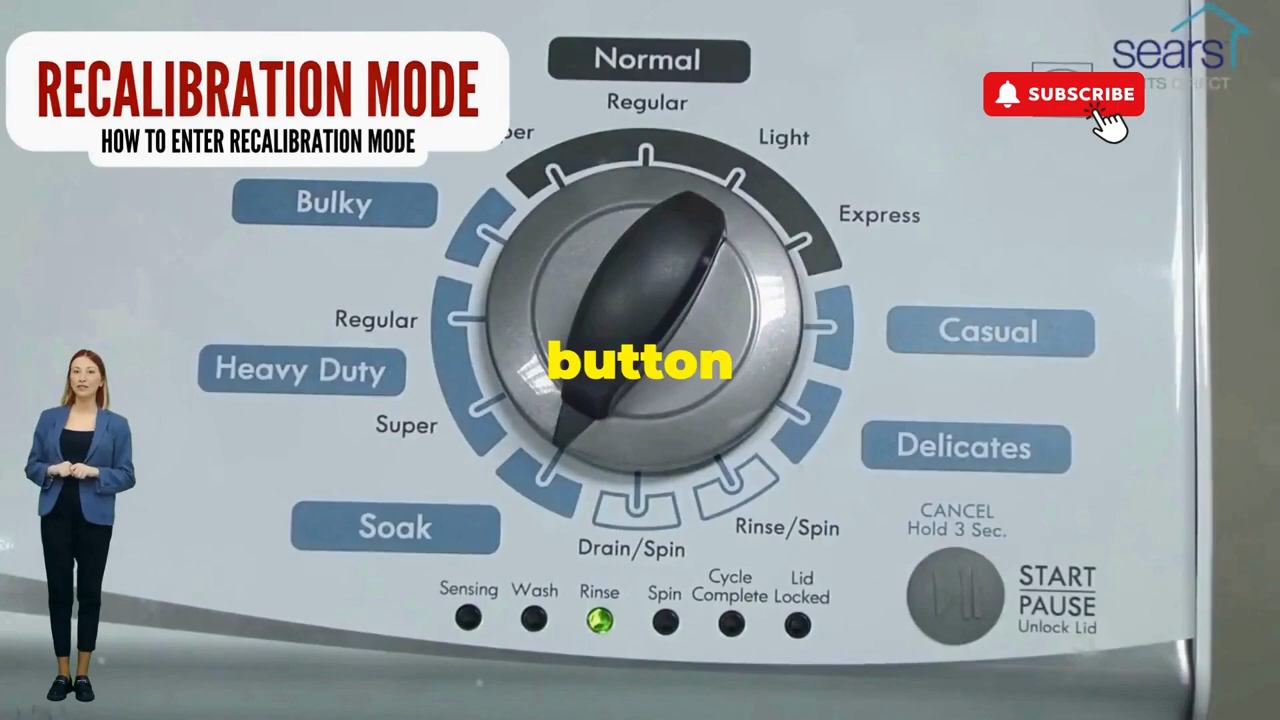 sears
RECALIBRATION MODE
HOW TO ENTER RECALIBRATION MODE
SUBSCRIBE
DIRECT
Normal
Regular
Light
Bulky
Express
Regular
Casual
Heavy Duty
button
Super
Delicates
Soak
CANCEL
Hold 3 Sec.
Rinse/Spin
Drain/Spin
Sensing
Wash
Rinse
Spin
Cycle
Complete
Lid
Locked
START
PAUSE
Unlock Lid